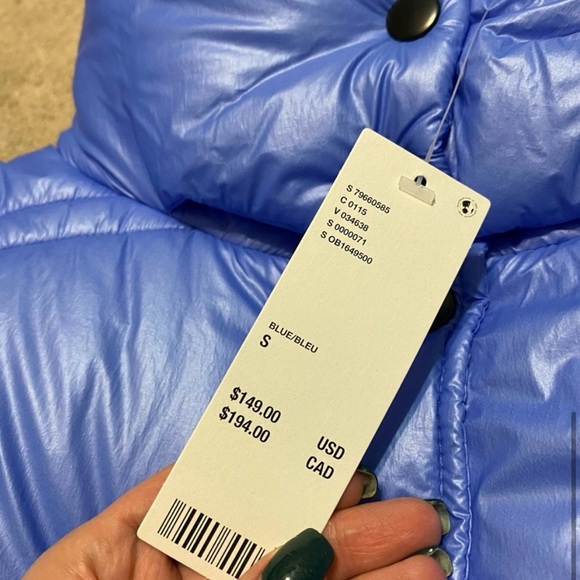 S 79660585
C 0115
V 034638
S 0000071
S OB1649500
BLUE/BLEU
S
$149.00 USD
$194.00 CAD